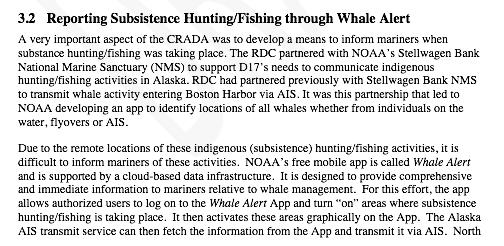 3.2 Reporting Subsistence Hunting/Fishing through Whale Alert
A very important aspect of the CRADA was to develop a means to inform mariners when
substance hunting/fishing was taking place. The RDC partnered with NOAA's Stellwagen Bank
National Marine Sanctuary (NMS) to support D17's needs to communicate indigenous
hunting/fishing activities in Alaska. RDC had partnered previously with Stellwagen Bank NMS
to transmit whale activity entering Boston Harbor via AIS. It was this partnership that led to
NOAA developing an app to identify locations of all whales whether from individuals on the
water, flyovers or AIS.
Due to the remote locations of these indigenous (subsistence) hunting/fishing activities, it is
difficult to inform mariners of these activities. NOAA's free mobile app is called Whale Alert
and is supported by a cloud-based data infrastructure. It is designed to provide comprehensive
and immediate information to mariners relative to whale management. For this effort, the app
allows authorized users to log on to the Whale Alert App and turn "on" areas where subsistence
hunting/fishing is taking place. It then activates these areas graphically on the App. The Alaska
AIS transmit service can then fetch the information from the App and transmit it via AIS. North